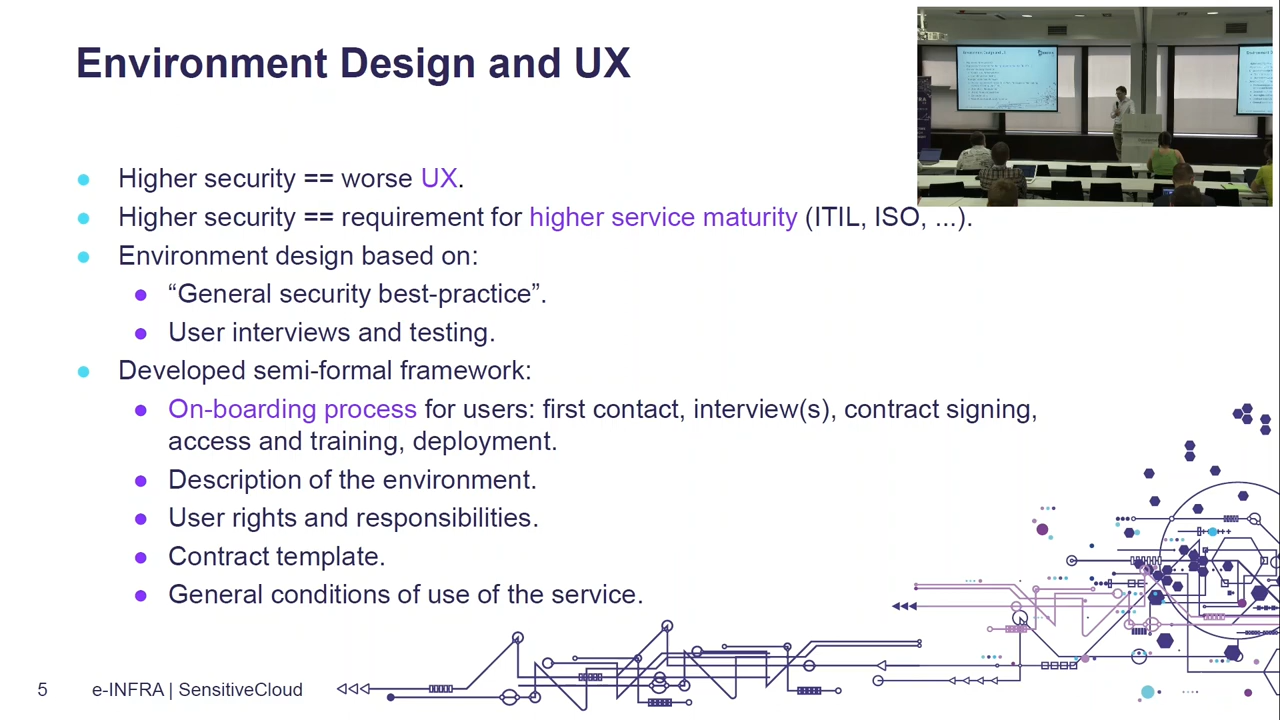 Environment Design and UX
Higher security == worse UX.
Higher security == requirement for higher service maturity (ITIL, ISO, ...).
Environment design based on:
“General security best-practice”.
User interviews and testing.
Developed semi-formal framework:
On-boarding process for users: first contact, interview(s), contract signing,
access and training, deployment.
Description of the environment.
User rights and responsibilities.
Contract template.
General conditions of use of the service.
5 e-INFRA | SensitiveCloud